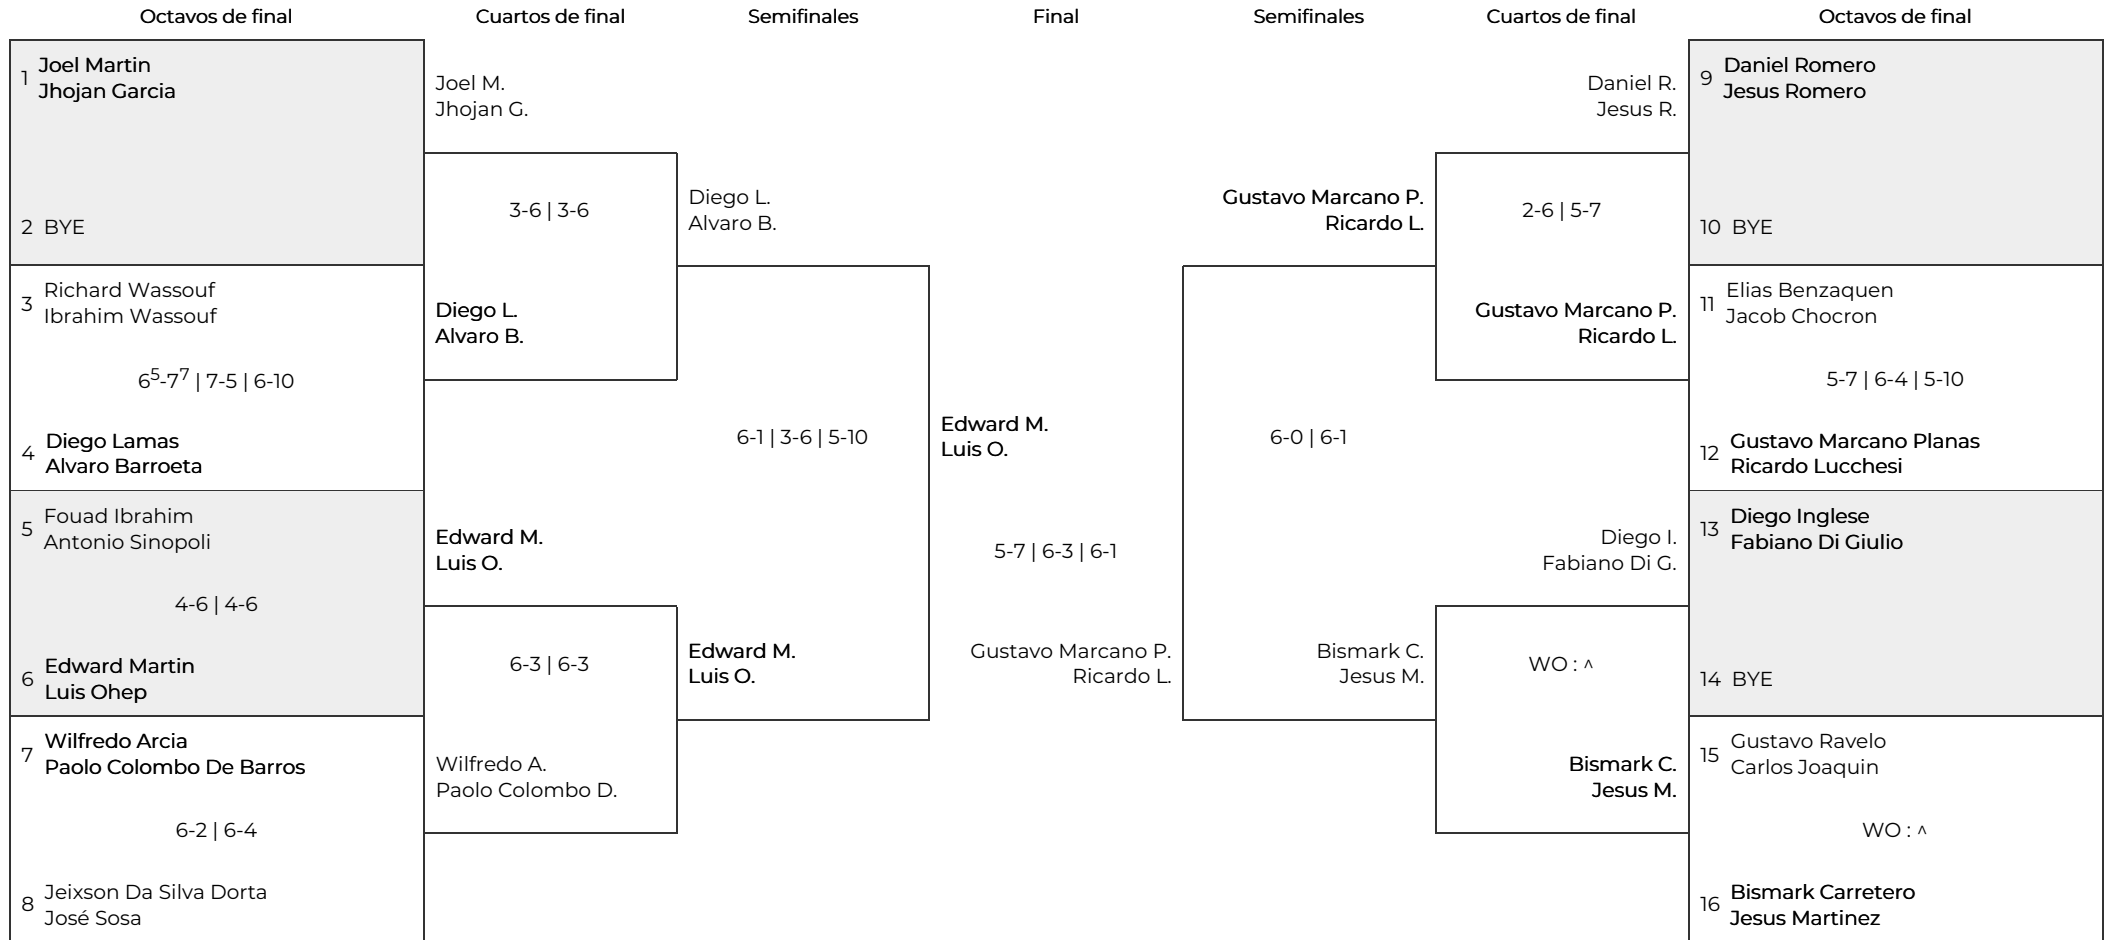 Octavos de final
Cuartos de final
Semifinales
Final
Semifinales
Cuartos de final
Octavos de final
1
Joel Martin
Jhojan Garcia
2 BYE
3
Richard Wassouf
Ibrahim Wassouf
6⁵-7⁷ | 7-5 | 6-10
4
Diego Lamas
Alvaro Barroeta
5
Fouad Ibrahim
Antonio Sinopoli
4-6 | 4-6
6
Edward Martin
Luis Ohep
7
Wilfredo Arcia
Paolo Colombo De Barros
6-2 | 6-4
8
Jeixson Da Silva Dorta
José Sosa
Joel M.
Jhojan G.
3-6 | 3-6
Diego L.
Alvaro B.
Edward M.
Luis O.
6-3 | 6-3
Wilfredo A.
Paolo Colombo D.
Diego L.
Alvaro B.
6-1 | 3-6 | 5-10
Edward M.
Luis O.
Edward M.
Luis O.
5-7 | 6-3 | 6-1
Gustavo Marcano P.
Ricardo L.
Gustavo Marcano P.
Ricardo L.
6-0 | 6-1
Bismark C.
Jesus M.
Daniel R.
Jesus R.
2-6 | 5-7
Gustavo Marcano P.
Ricardo L.
Diego I.
Fabiano Di G.
WO : ^
Bismark C.
Jesus M.
9
Daniel Romero
Jesus Romero
10 BYE
11
Elias Benzaquen
Jacob Chocron
5-7 | 6-4 | 5-10
12
Gustavo Marcano Planas
Ricardo Lucchesi
13
Diego Inglese
Fabiano Di Giulio
14 BYE
15
Gustavo Ravelo
Carlos Joaquin
WO : ^
16
Bismark Carretero
Jesus Martinez